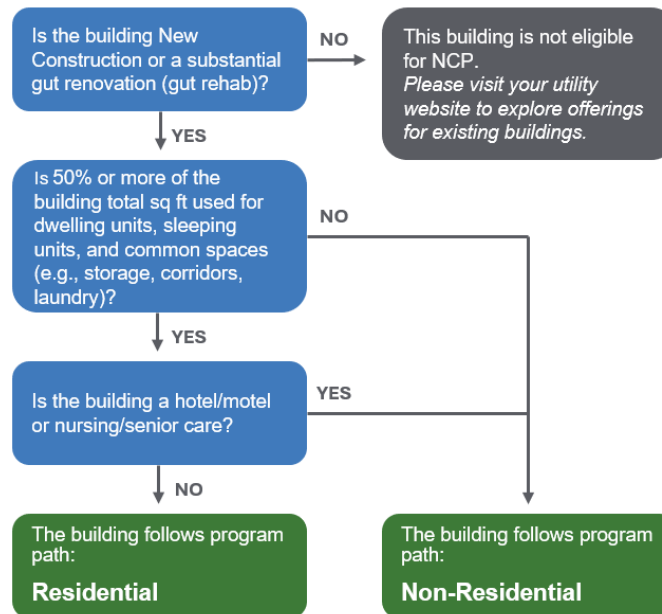 Is the building New
Construction or a substantial
gut renovation (gut rehab)?
NO
This building is not eligible
for NCP.
Please visit your utility
website to explore offerings
for existing buildings.
YES
Is 50% or more of the
building total sq ft used for
dwelling units, sleeping
units, and common spaces
(e.g., storage, corridors,
laundry)?
NO
YES
Is the building a hotel/motel
or nursing/senior care?
YES
NO
The building follows program
path:
Residential
The building follows program
path:
Non-Residential